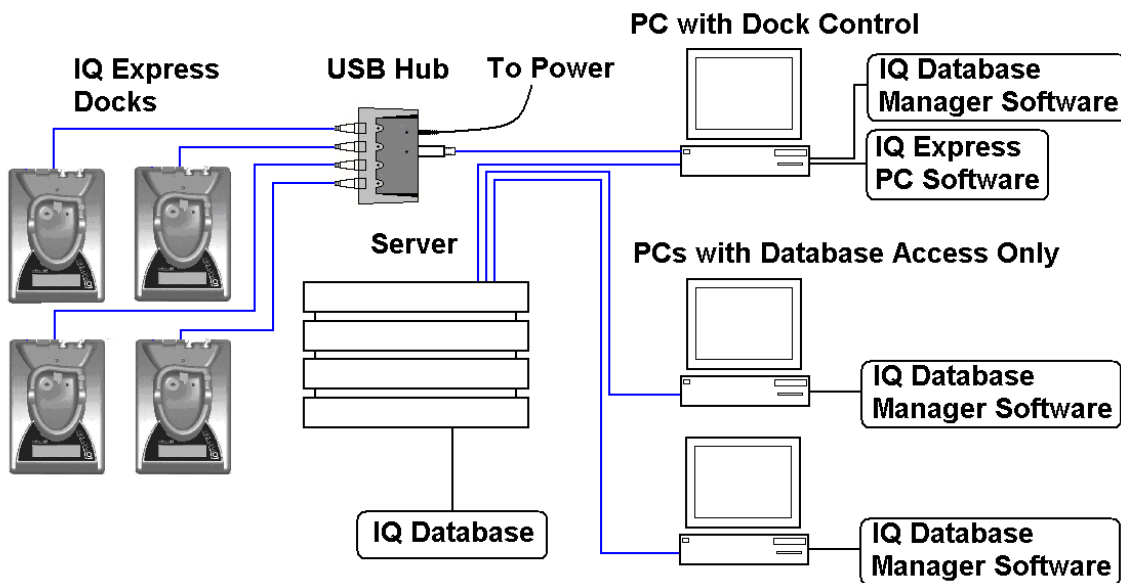 PC with Dock Control
IQ Express
Docks
USB Hub
To Power
IQ Database
Manager Software
IQ Express
PC Software
Server
PCs with Database Access Only
IQ Database
Manager Software
IQ Database
IQ Database
Manager Software